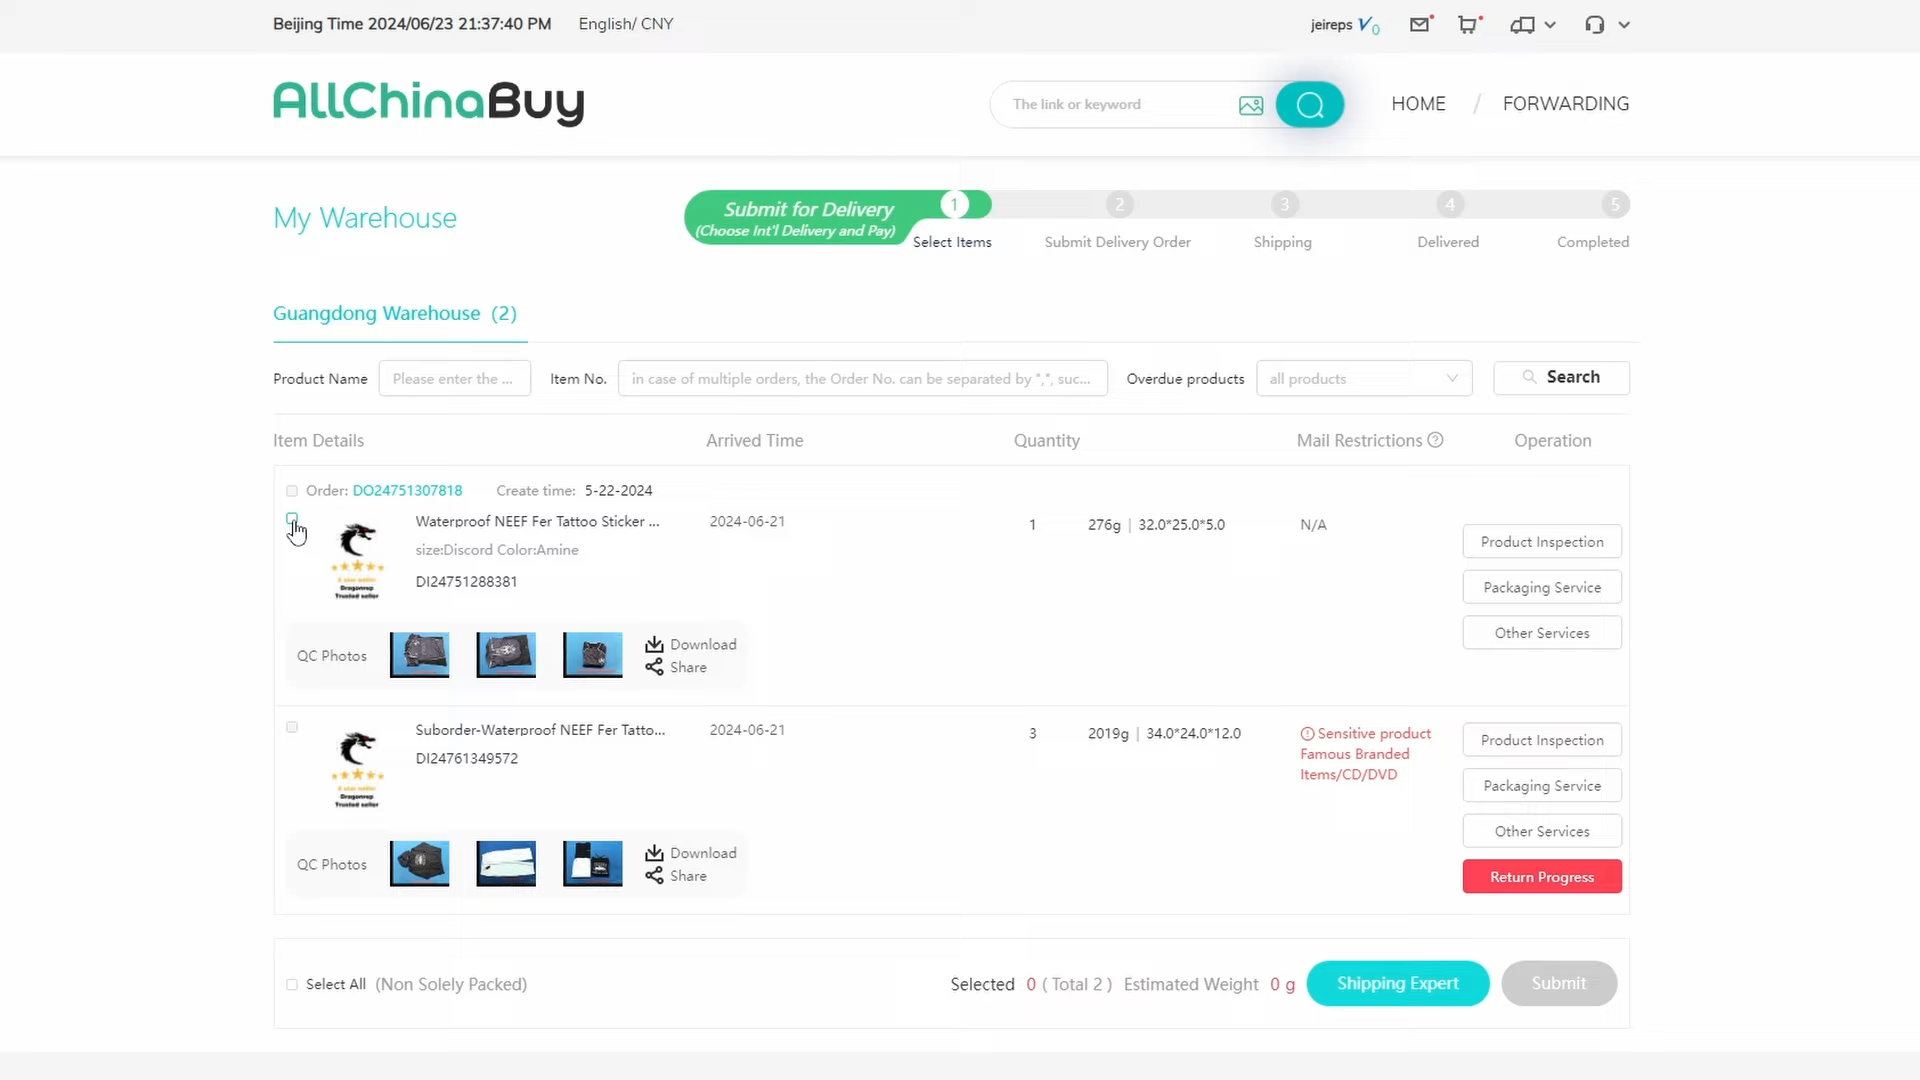 Beijing Time 2024/06/23 21:37:40 PM English/ CNY
jeireps V0
AllChinaBuy
The link or keyword
HOME / FORWARDING
My Warehouse
Submit for Delivery
(Choose Int'l Delivery and Pay)
1 2 3 4 5
Select Items Submit Delivery Order Shipping Delivered Completed
Guangdong Warehouse (2)
Product Name Please enter the ... Item No. in case of multiple orders, the Order No. can be separated by ",", suc... Overdue products all products Search
Item Details Arrived Time Quantity Mail Restrictions Operation
Order: DO24751307818 Create time: 5-22-2024
Waterproof NEEF Fer Tattoo Sticker ... 2024-06-21 1 276g | 32.0*25.0*5.0 N/A
size:Discord Color:Amine
DI24751288381
Dragonrep
Trusted seller
Product Inspection
Packaging Service
Other Services
QC Photos Download
Share
Suborder-Waterproof NEEF Fer Tatto... 2024-06-21 3 2019g | 34.0*24.0*12.0 Sensitive product
Famous Branded
Items/CD/DVD
DI24761349572
Dragonrep
Trusted seller
Product Inspection
Packaging Service
Other Services
Return Progress
QC Photos Download
Share
Select All (Non Solely Packed) Selected 0 ( Total 2 ) Estimated Weight 0 g Shipping Expert Submit